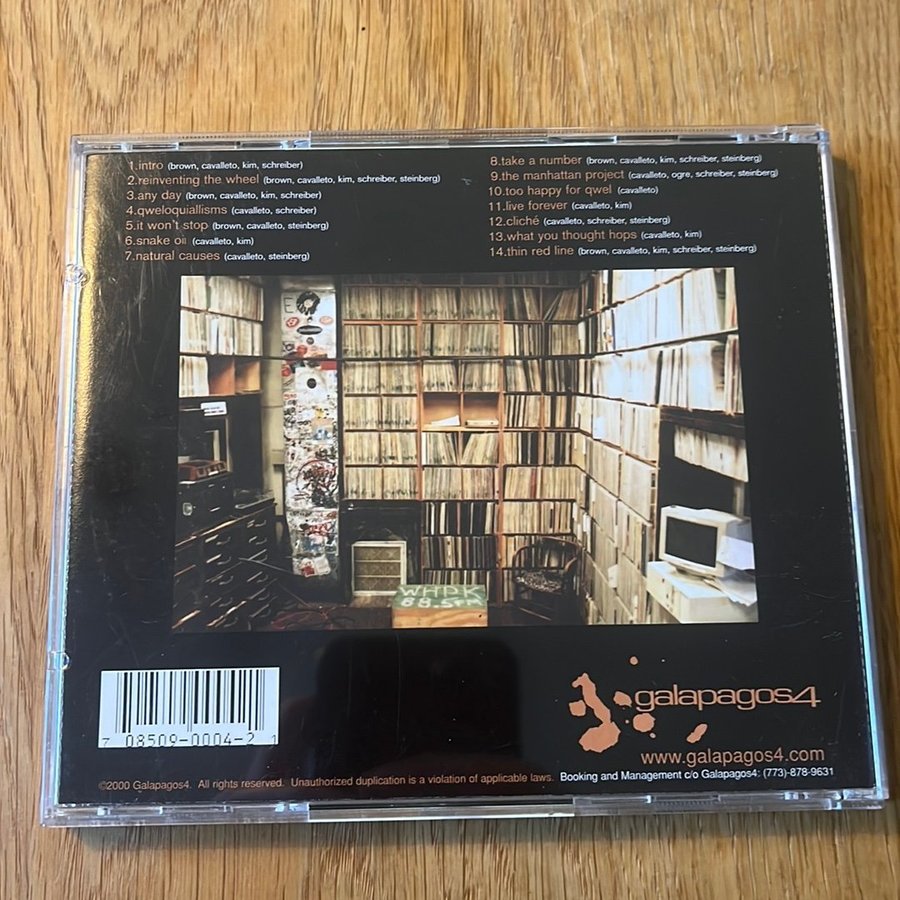 1.intro (brown, cavalleto, kim, schreiber)
2.reinventing the wheel (brown, cavalleto, kim, schreiber, steinberg)
3.any day (brown, cavalleto, kim, schreiber)
4.qweloquiallisms (cavalleto, schreiber)
5.it won't stop (brown, cavalleto, steinberg)
6.snake oil (cavalleto, kim)
7.natural causes (cavalleto, steinberg)
8.take a number (brown, cavalleto, kim, schreiber, steinberg)
9.the manhattan project (cavalleto, ogre, schreiber, steinberg)
10.too happy for qwel (cavalleto)
11.live forever (cavalleto, kim)
12.cliché (cavalleto, schreiber, steinberg)
13.what you thought hops (cavalleto, kim)
14.thin red line (brown, cavalleto, kim, schreiber, steinberg)
WHPK
88.5FM
7 08509-0004-2 1
galapagos4
www.galapagos4.com
©2000 Galapagos4. All rights reserved. Unauthorized duplication is a violation of applicable laws. Booking and Management c/o Galapagos4: (773)-878-9631